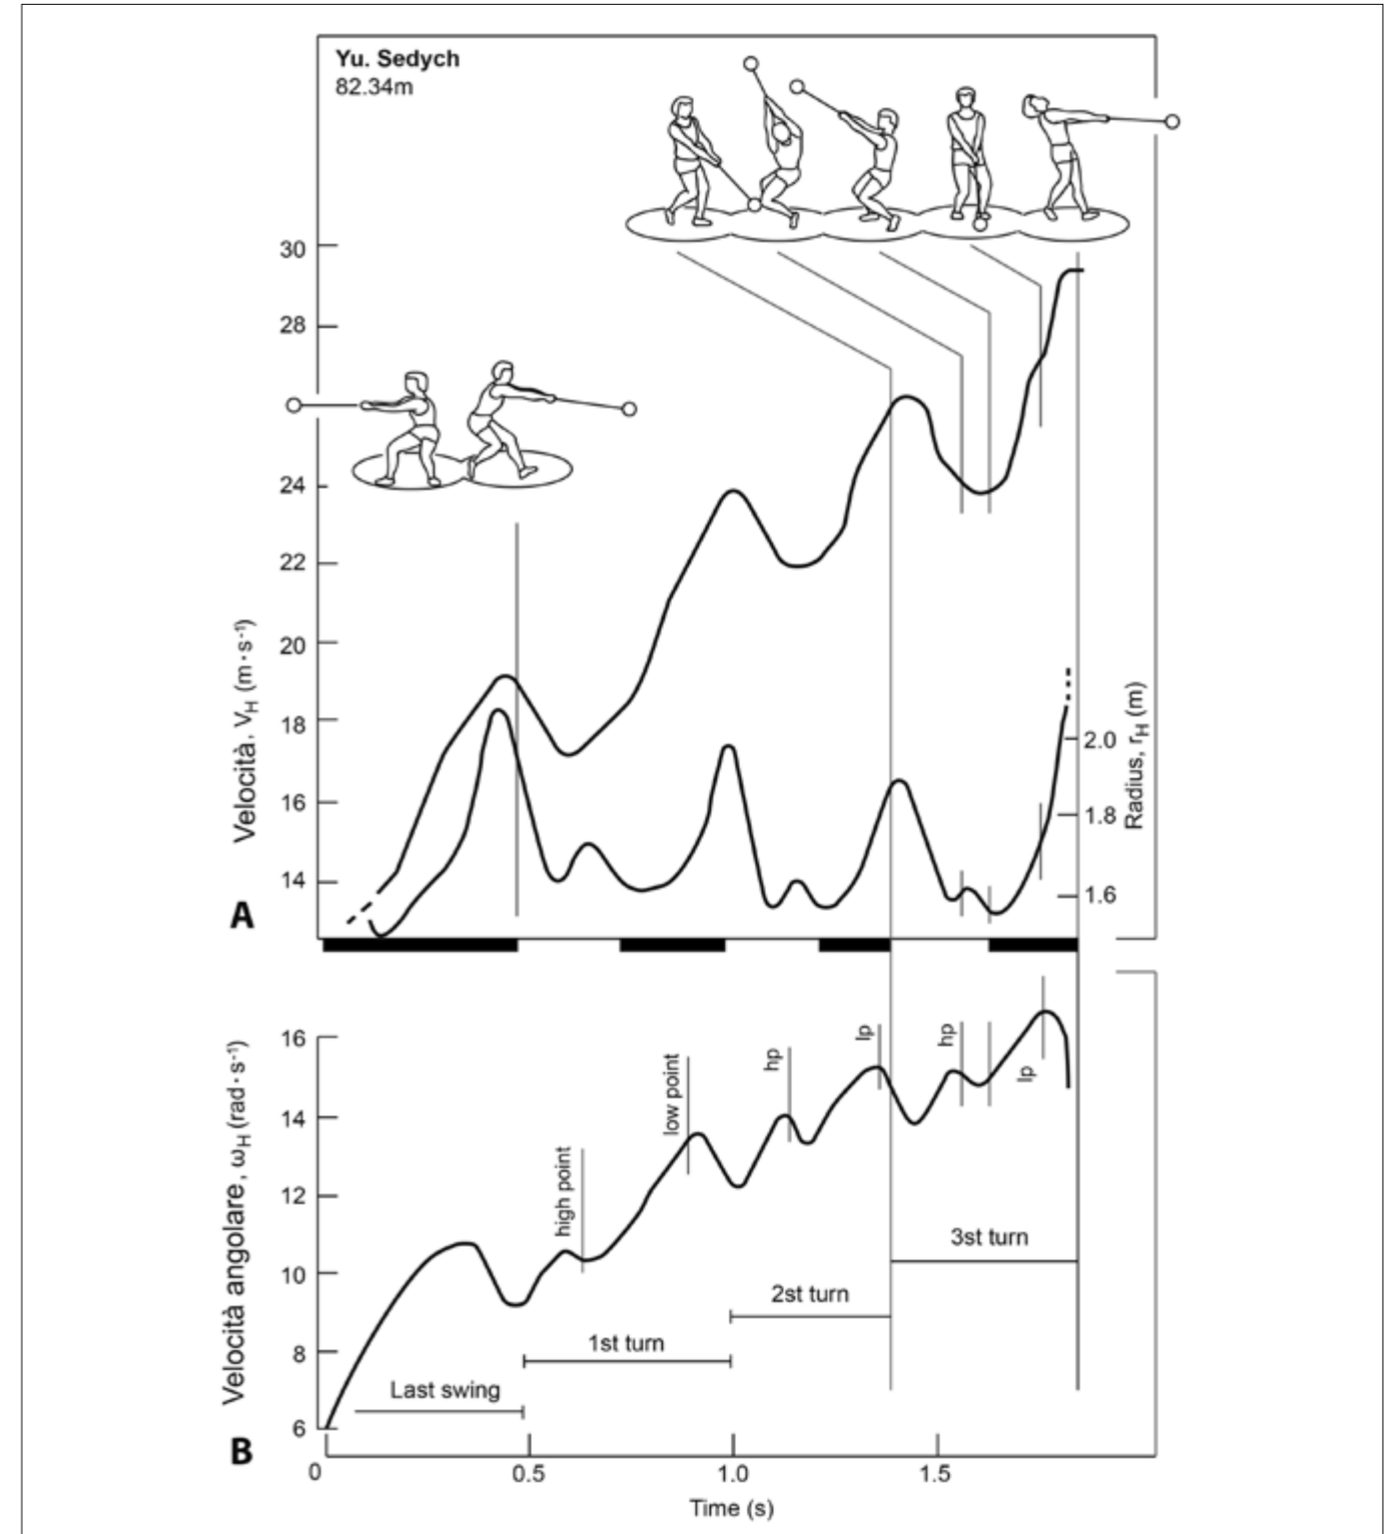 Yu. Sedych
82.34m
30
28
24
22
20
18
16
14
Velocità, V_H (m·s⁻¹)
2.0
1.8
1.6
Radius, r_H (m)
A
16
14
12
10
8
6
Velocità angolare, ω_H (rad·s⁻¹)
high point
low point
hp
lp
hp
lp
3st turn
2st turn
1st turn
Last swing
B
0
0.5
1.0
1.5
Time (s)